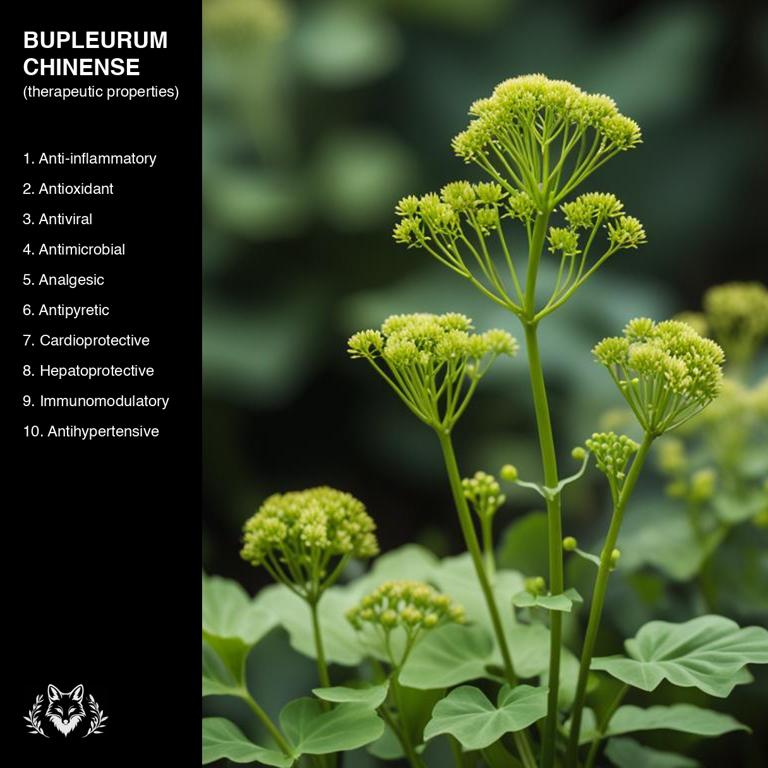 BUPLEURUM
CHINENSE
(therapeutic properties)
1. Anti-inflammatory
2. Antioxidant
3. Antiviral
4. Antimicrobial
5. Analgesic
6. Antipyretic
7. Cardioprotective
8. Hepatoprotective
9. Immunomodulatory
10. Antihypertensive